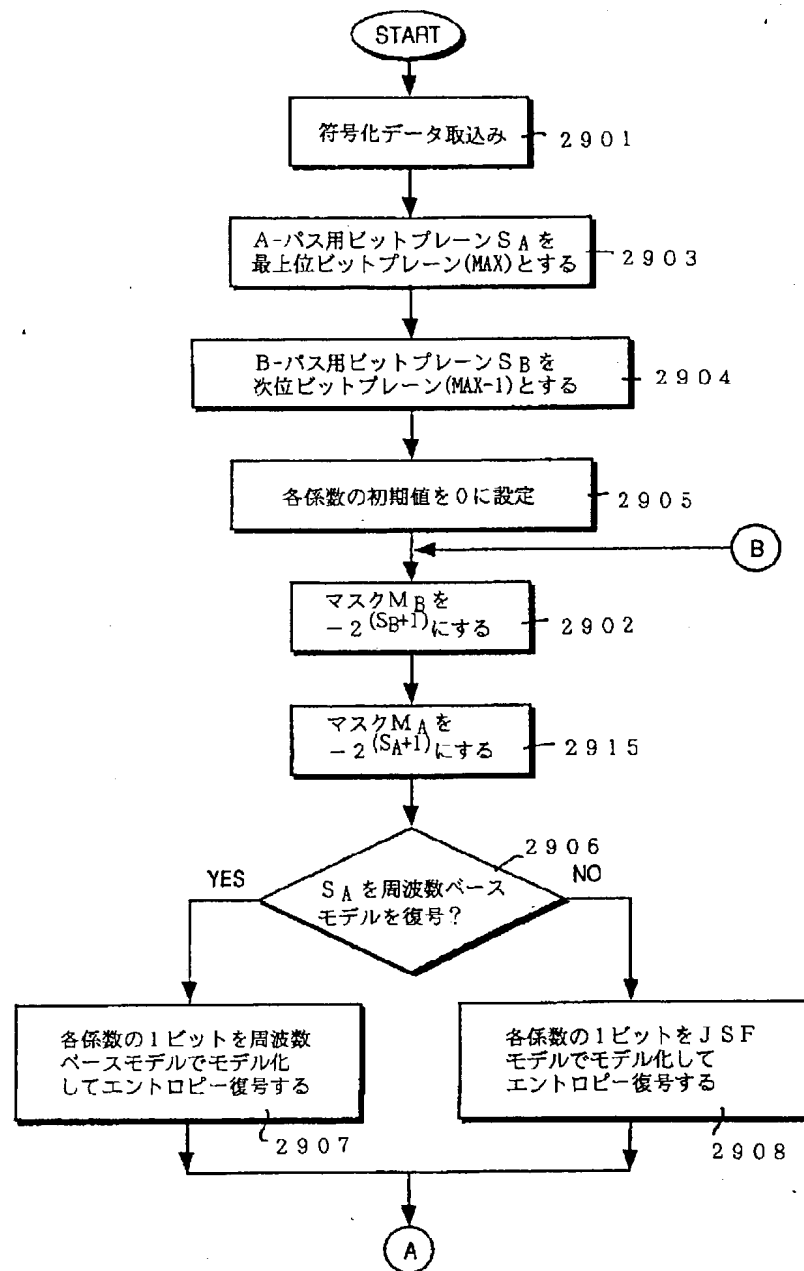 START
符号化データ取込み
2901
A-パス用ビットプレーンSAを
最上位ビットプレーン(MAX)とする
2903
B-パス用ビットプレーンSBを
次位ビットプレーン(MAX-1)とする
2904
各係数の初期値を0に設定
2905
B
マスクMBを
-2(SB+1)にする
2902
マスクMAを
-2(SA+1)にする
2915
2906
YES
NO
SAを周波数ベース
モデルを復号?
各係数の1ビットを周波数
ベースモデルでモデル化
してエントロピー復号する
2907
各係数の1ビットをJSF
モデルでモデル化して
エントロピー復号する
2908
A